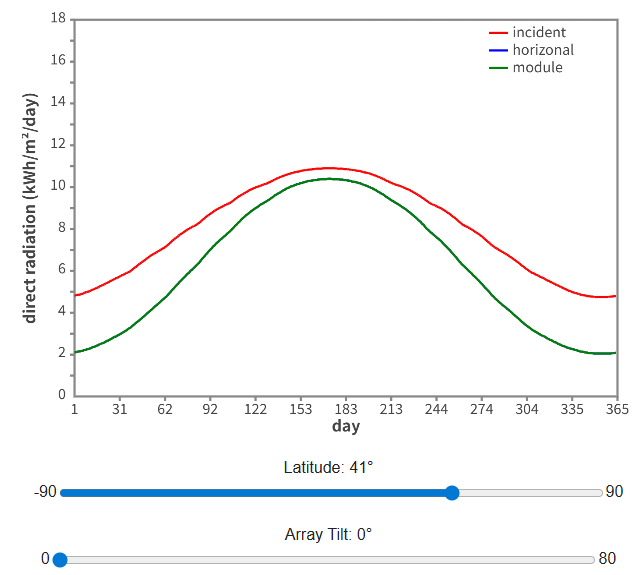 18
16
14
12
10
8
6
4
2
0
direct radiation (kWh/m²/day)
incident
horizonal
module
1 31 62 92 122 153 183 213 244 274 304 335 365
day
Latitude: 41°
-90 90
Array Tilt: 0°
0 80